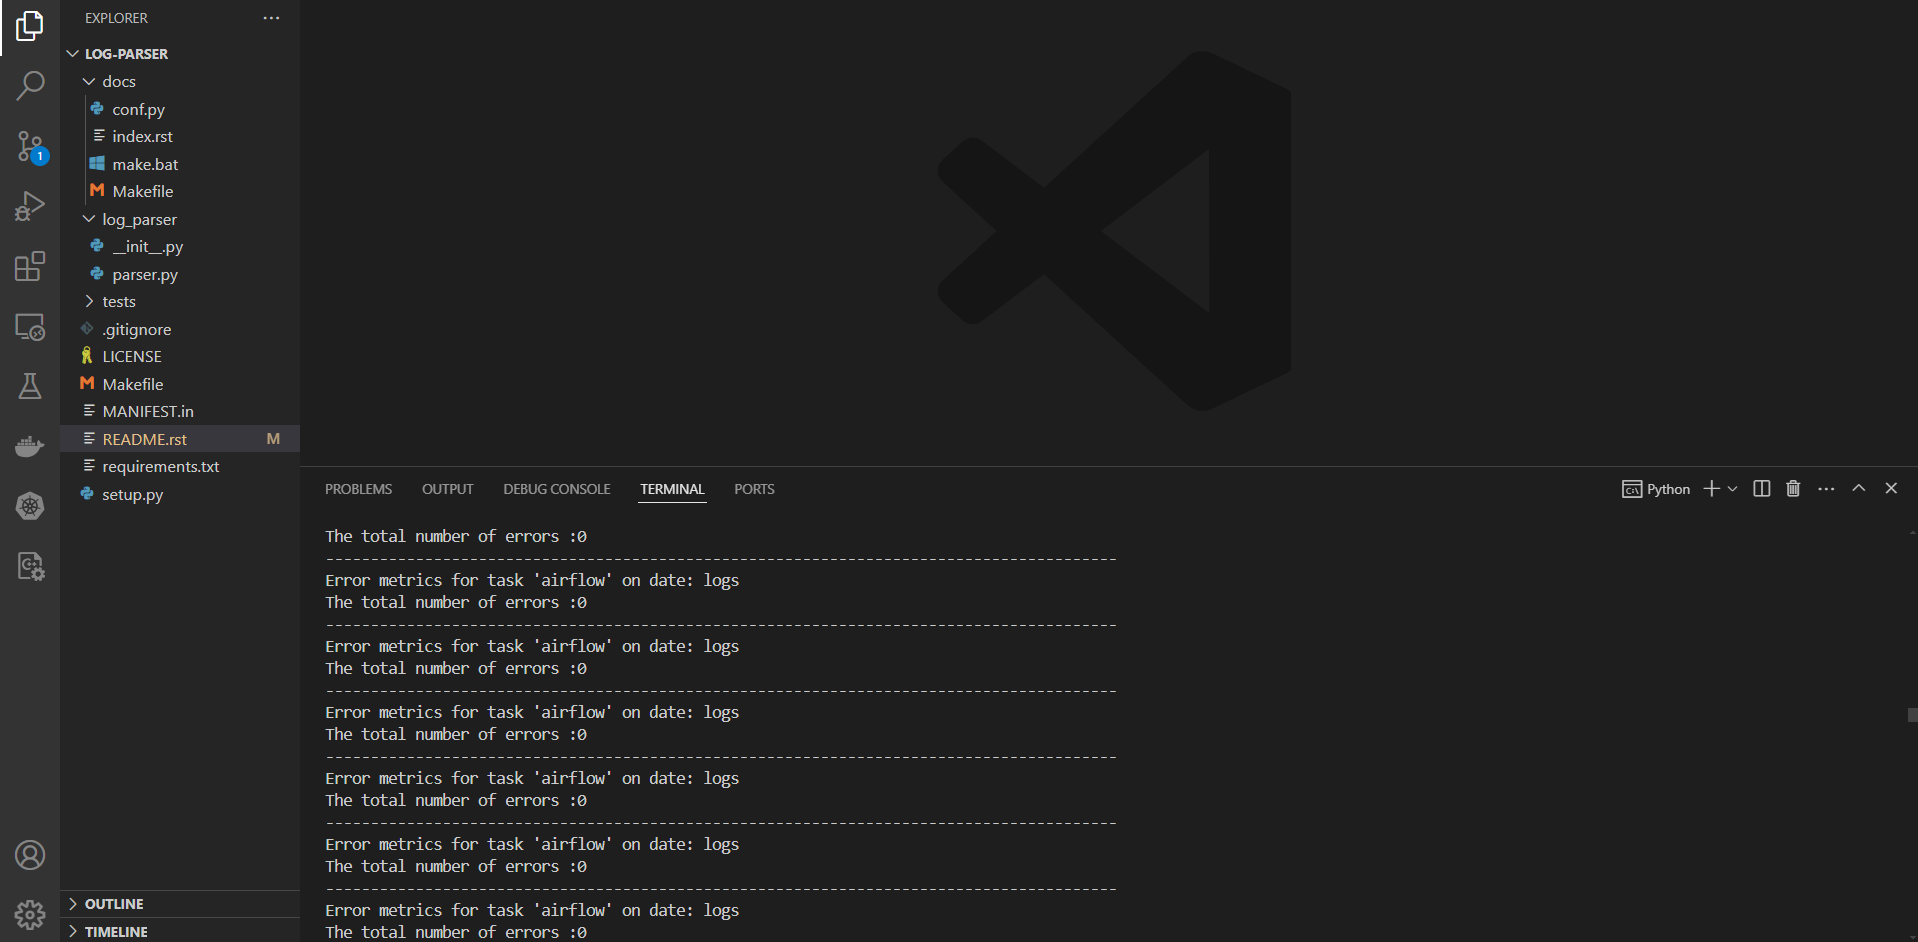 EXPLORER
LOG-PARSER
docs
conf.py
index.rst
make.bat
Makefile
log_parser
__init__.py
parser.py
tests
.gitignore
LICENSE
Makefile
MANIFEST.in
README.rst M
requirements.txt
setup.py
OUTLINE
TIMELINE
1
PROBLEMS OUTPUT DEBUG CONSOLE TERMINAL PORTS Python
The total number of errors :0
----------------------------------------------------------------------------------------
Error metrics for task 'airflow' on date: logs
The total number of errors :0
----------------------------------------------------------------------------------------
Error metrics for task 'airflow' on date: logs
The total number of errors :0
----------------------------------------------------------------------------------------
Error metrics for task 'airflow' on date: logs
The total number of errors :0
----------------------------------------------------------------------------------------
Error metrics for task 'airflow' on date: logs
The total number of errors :0
----------------------------------------------------------------------------------------
Error metrics for task 'airflow' on date: logs
The total number of errors :0
----------------------------------------------------------------------------------------
Error metrics for task 'airflow' on date: logs
The total number of errors :0